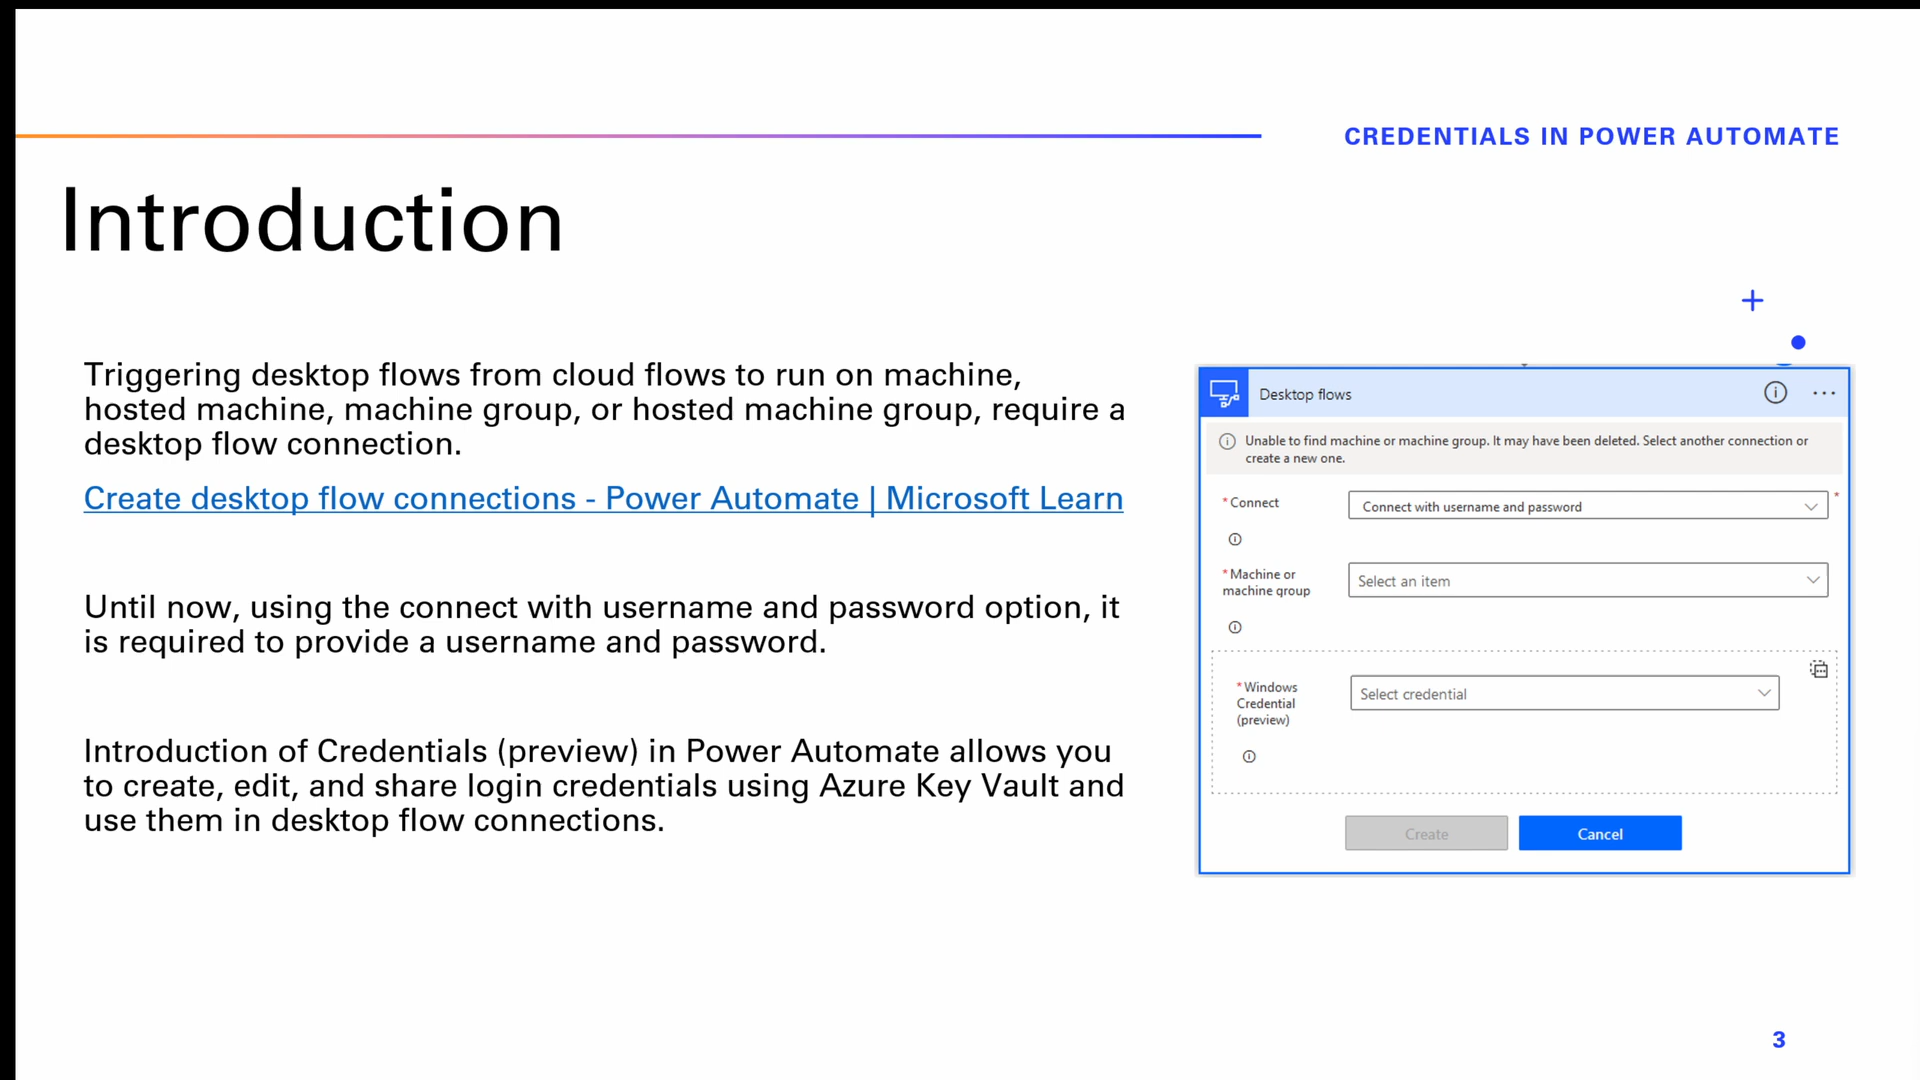 CREDENTIALS IN POWER AUTOMATE
Introduction
Triggering desktop flows from cloud flows to run on machine,
hosted machine, machine group, or hosted machine group, require a
desktop flow connection.
Create desktop flow connections - Power Automate | Microsoft Learn
Until now, using the connect with username and password option, it
is required to provide a username and password.
Introduction of Credentials (preview) in Power Automate allows you
to create, edit, and share login credentials using Azure Key Vault and
use them in desktop flow connections.
Desktop flows
Unable to find machine or machine group. It may have been deleted. Select another connection or
create a new one.
* Connect
Connect with username and password
*
* Machine or
machine group
Select an item
* Windows
Credential
(preview)
Select credential
Create
Cancel
3